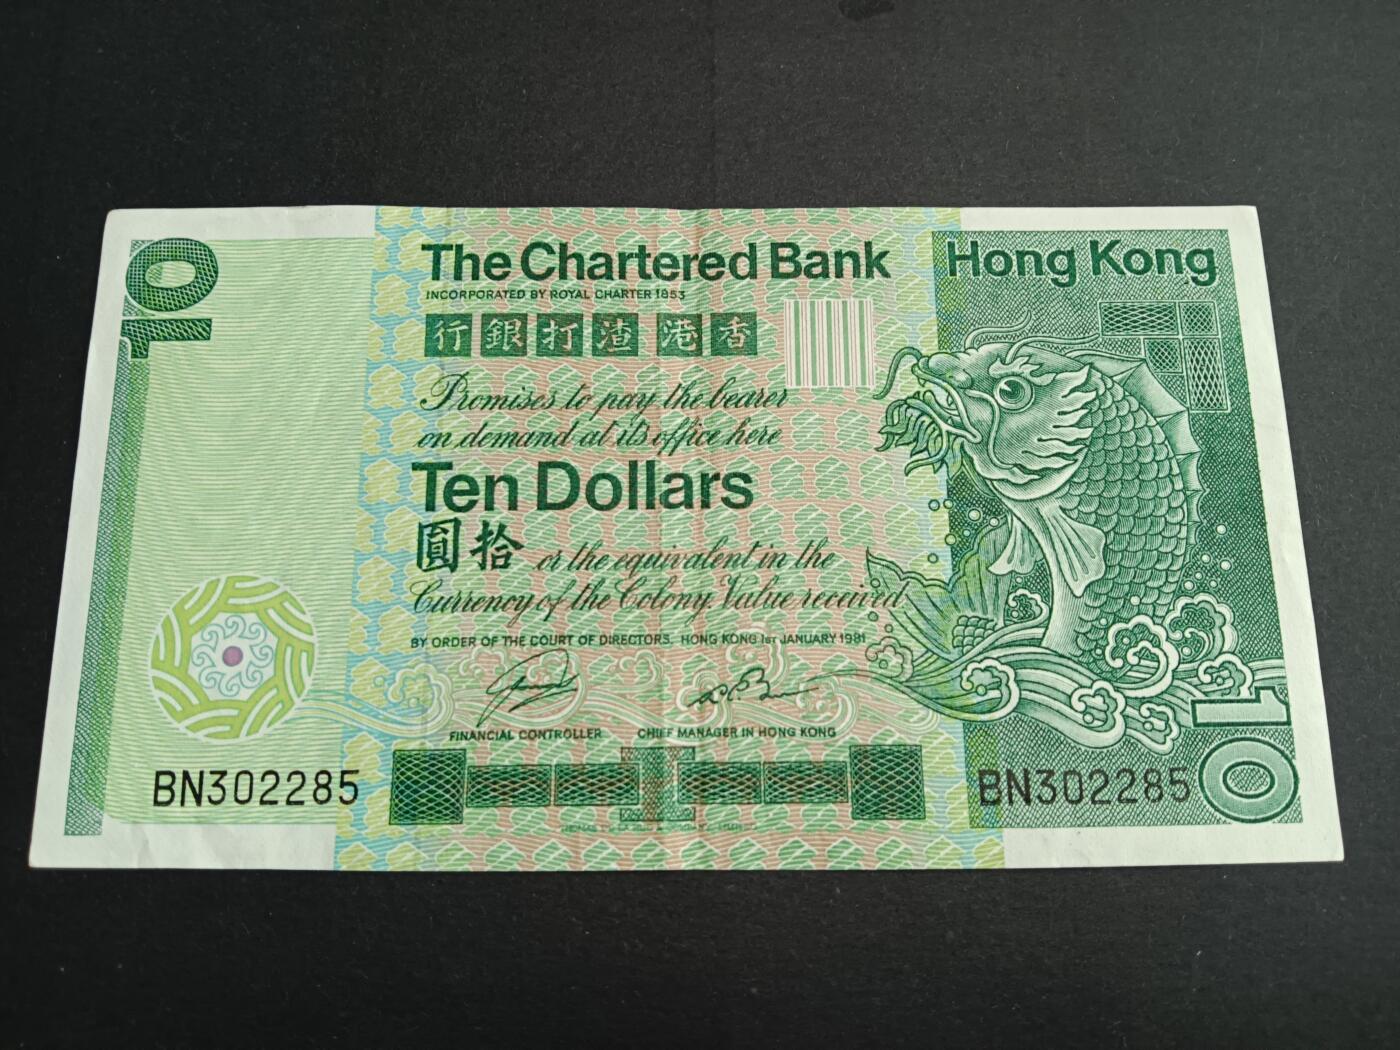 10
The Chartered Bank
Hong Kong
INCORPORATED BY ROYAL CHARTER 1853
行銀打渣 港香
Promises to pay the bearer
on demand at its office here
Ten Dollars
圓拾 or the equivalent in the
Currency of the Colony. Value received
BY ORDER OF THE COURT OF DIRECTORS. HONG KONG 1ST JANUARY 1981
FINANCIAL CONTROLLER CHIEF MANAGER IN HONG KONG
BN302285
BN302285
10